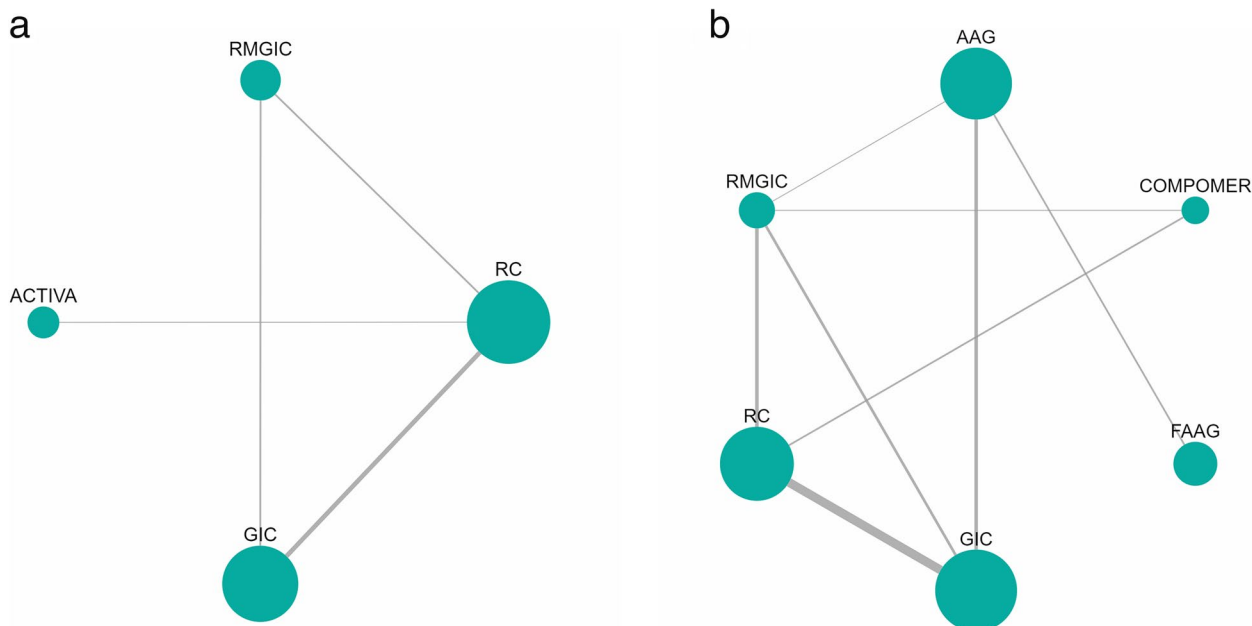 a
RMGIC
RC
ACTIVA
GIC
b
AAG
RMGIC
COMPOMER
RC
FAAG
GIC